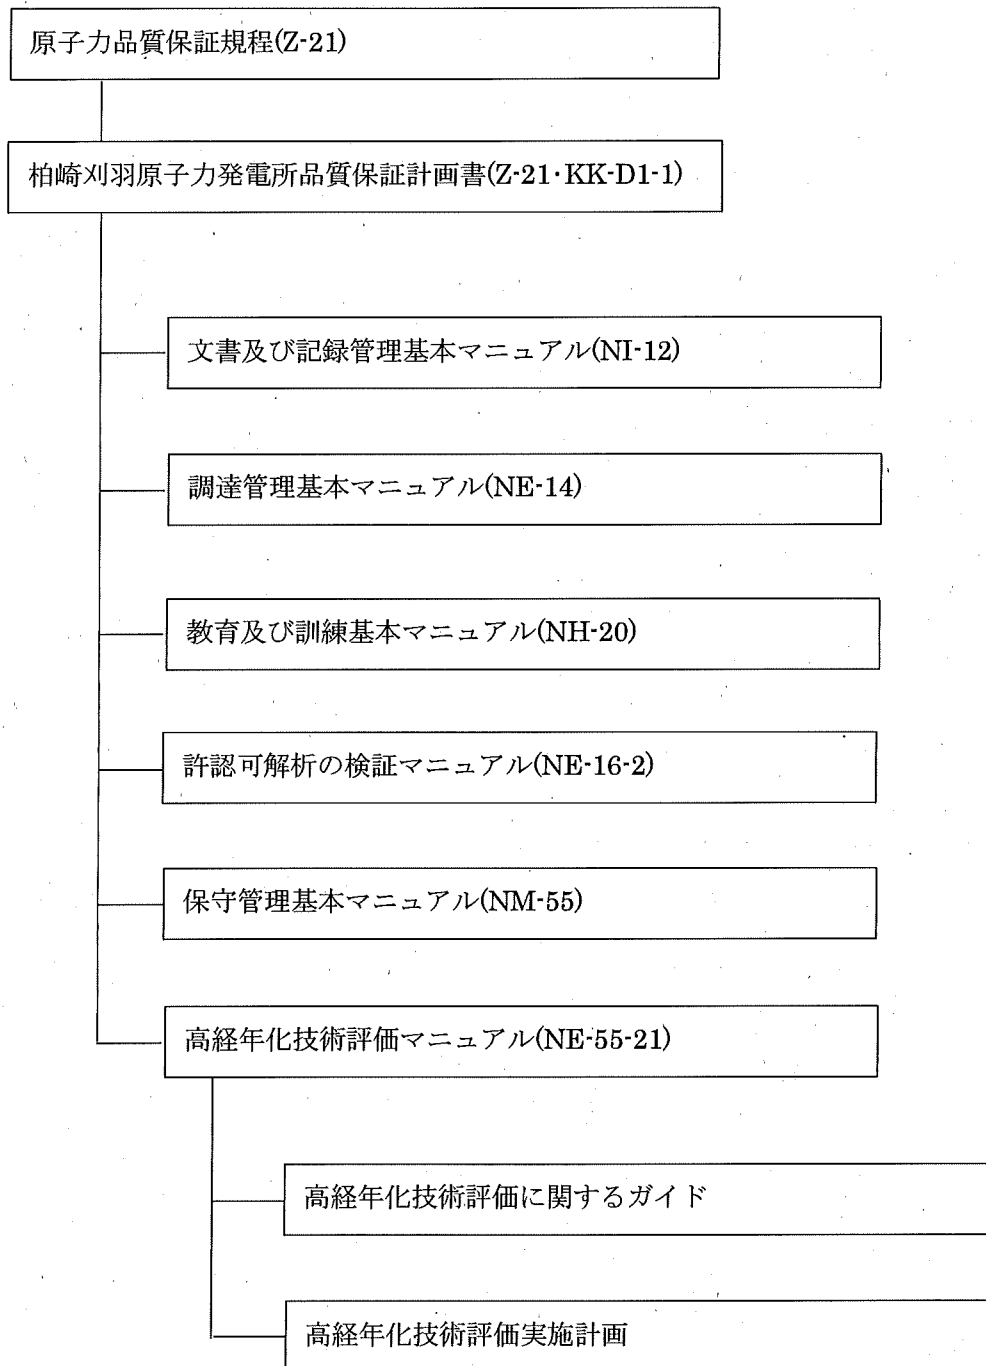 原子力品質保証規程(Z-21)
柏崎刈羽原子力発電所品質保証計画書(Z-21·KK-D1-1)
文書及び記録管理基本マニュアル(NI-12)
調達管理基本マニュアル(NE-14)
教育及び訓練基本マニュアル(NH-20)
許認可解析の検証マニュアル(NE-16-2)
保守管理基本マニュアル(NM-55)
高経年化技術評価マニュアル(NE-55-21)
高経年化技術評価に関するガイド
高経年化技術評価実施計画